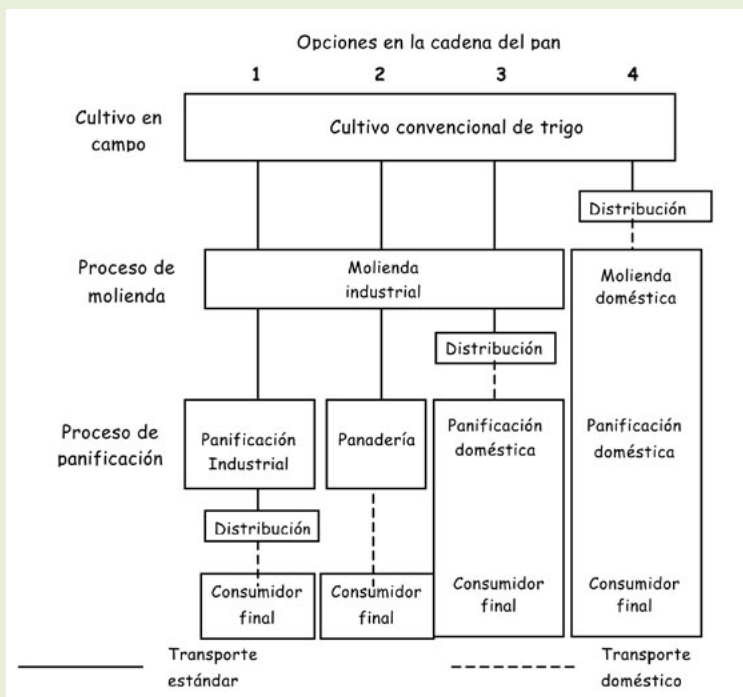 Opciones en la cadena del pan
1 2 3 4
Cultivo en
campo
Cultivo convencional de trigo
Distribución
Proceso de
molienda
Molienda
industrial
Molienda
doméstica
Distribución
Proceso de
panificación
Panificación
Industrial
Panadería
Panificación
doméstica
Panificación
doméstica
Distribución
Consumidor
final
Consumidor
final
Consumidor
final
Consumidor
final
Transporte
estándar
Transporte
doméstico